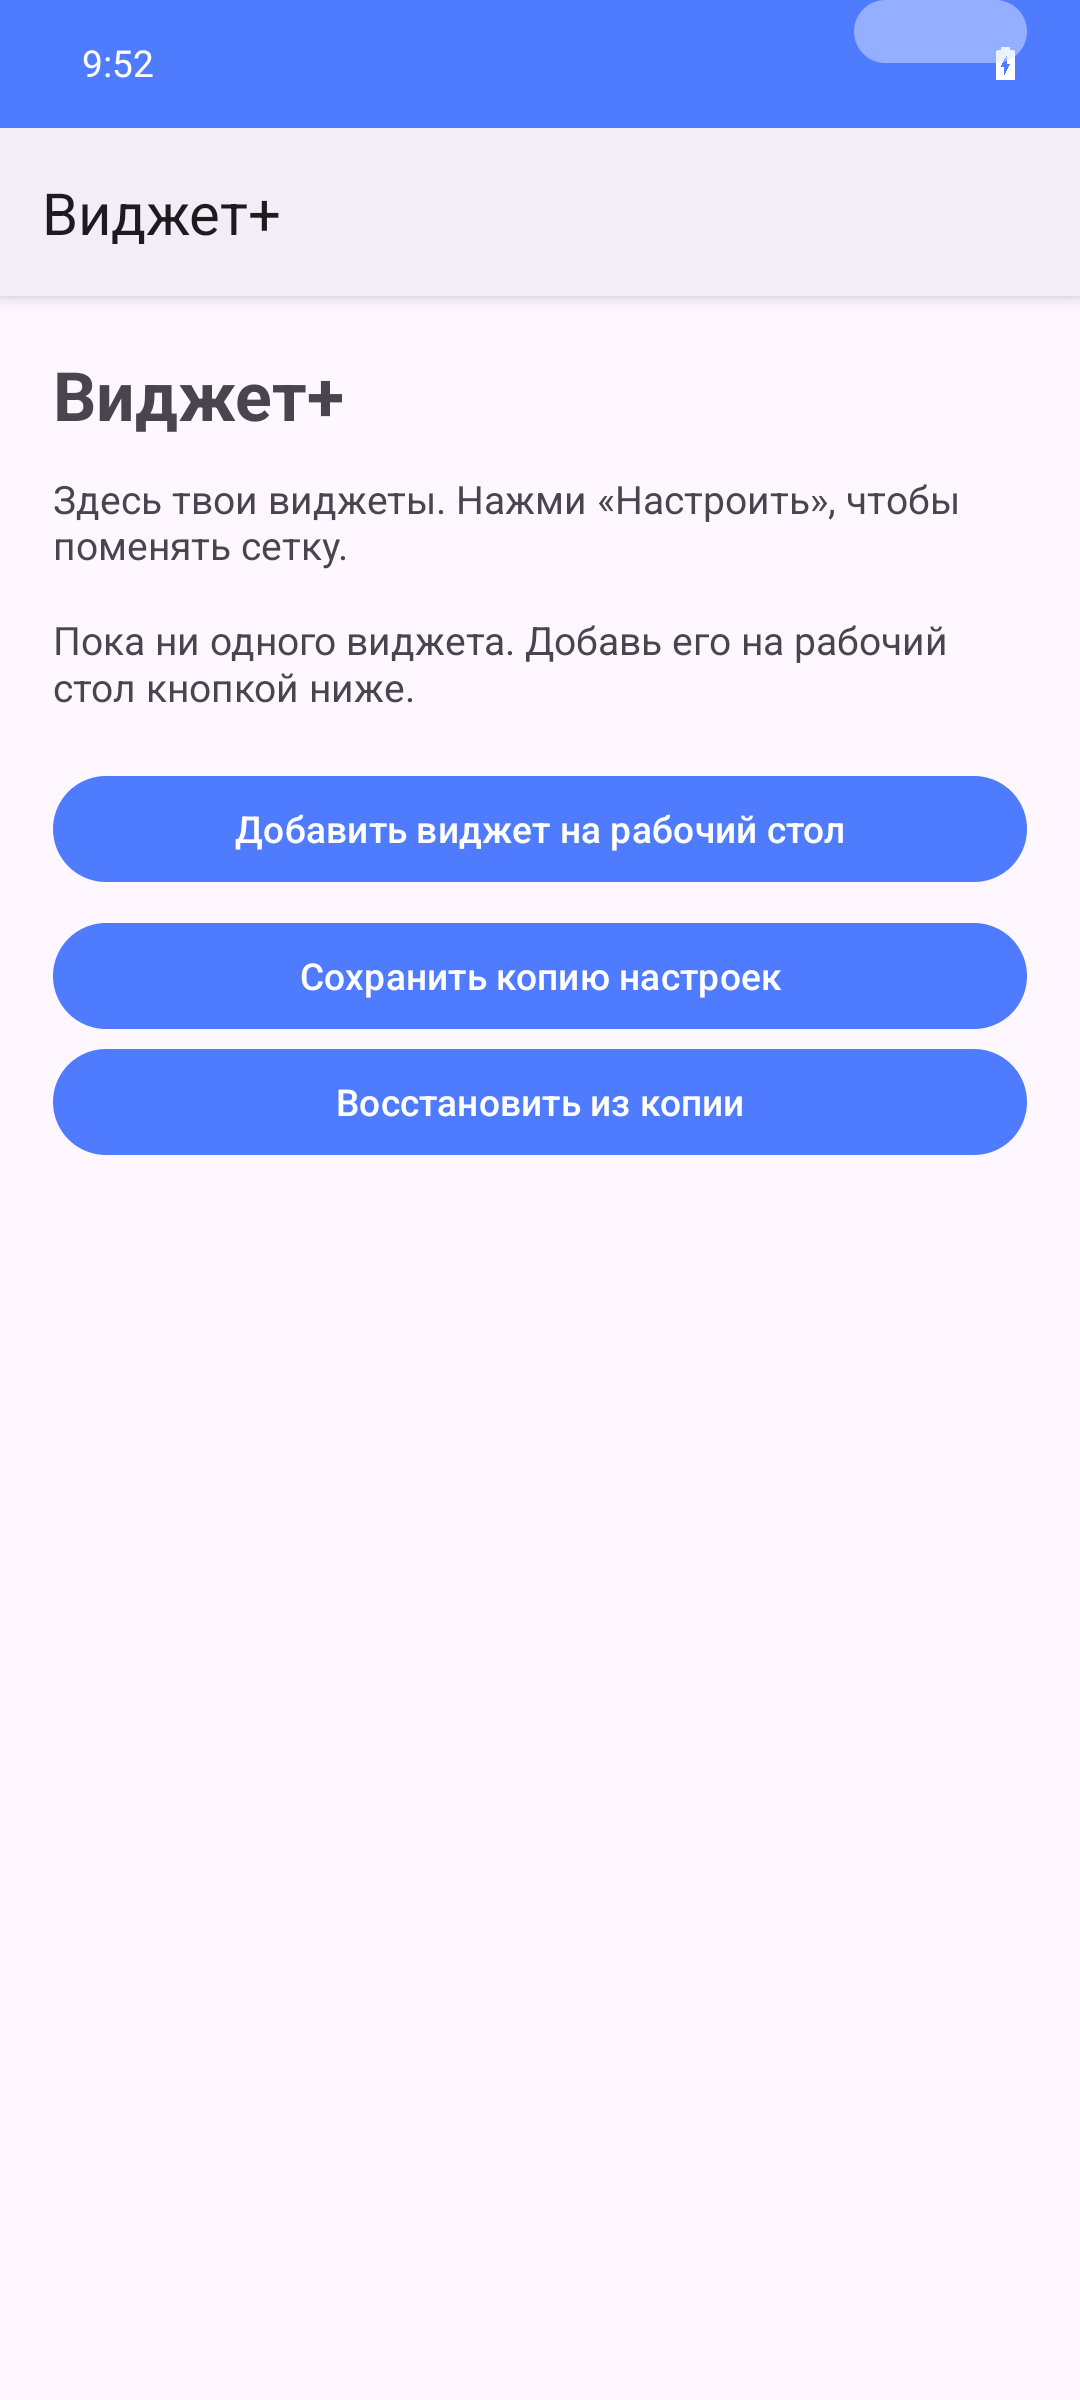 9:52
Виджет+
Виджет+
Здесь твои виджеты. Нажми «Настроить», чтобы
поменять сетку.
Пока ни одного виджета. Добавь его на рабочий
стол кнопкой ниже.
Добавить виджет на рабочий стол
Сохранить копию настроек
Восстановить из копии